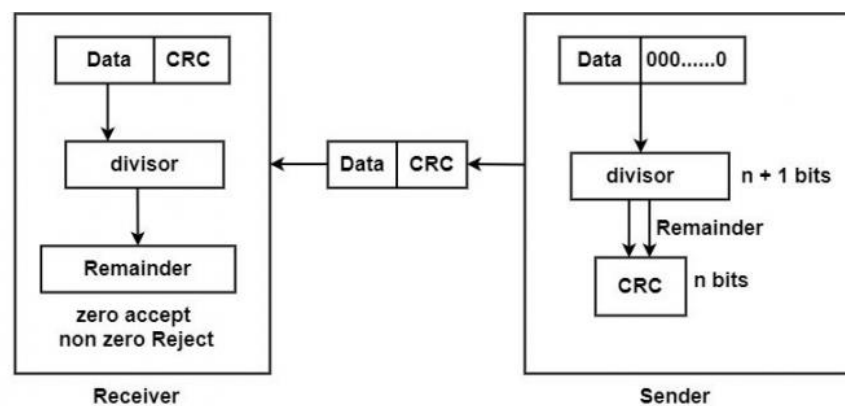 Data CRC
divisor
Remainder
zero accept
non zero Reject
Receiver
Data CRC
Data 000......0
divisor n + 1 bits
Remainder
CRC n bits
Sender